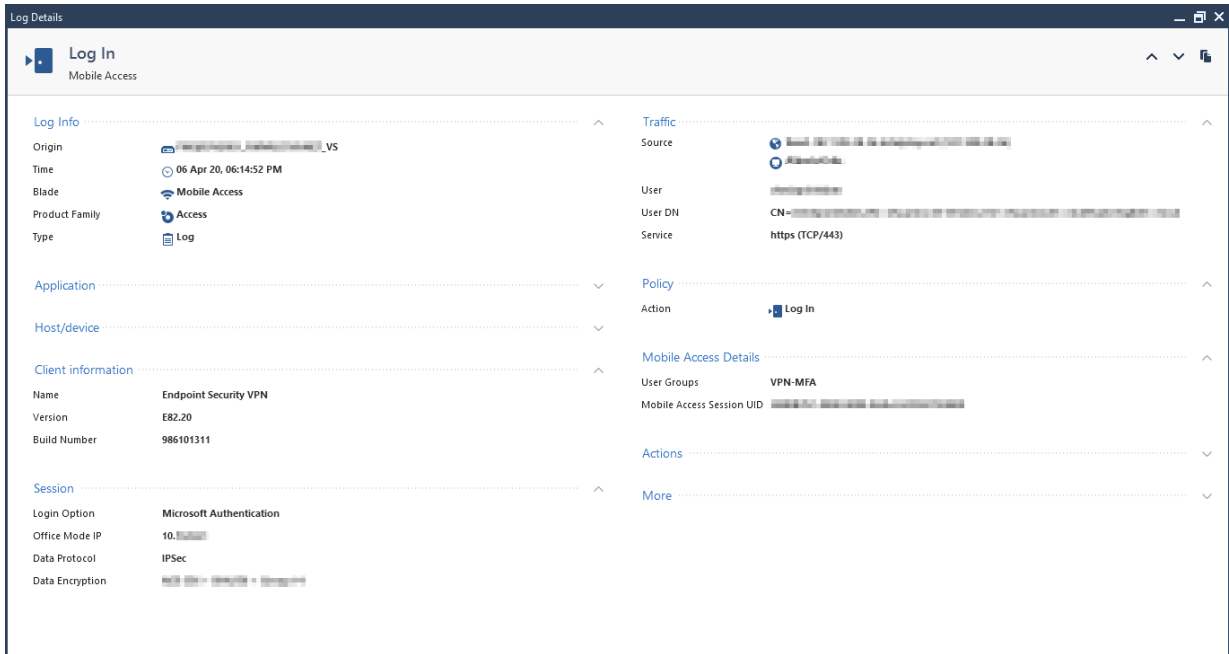 Log Details
Log In
Mobile Access
Log Info
Origin _VS
Time 06 Apr 20, 06:14:52 PM
Blade Mobile Access
Product Family Access
Type Log
Application
Host/device
Client information
Name Endpoint Security VPN
Version E82.20
Build Number 986101311
Session
Login Option Microsoft Authentication
Office Mode IP 10.
Data Protocol IPSec
Data Encryption
Traffic
Source
User
User DN CN=
Service https (TCP/443)
Policy
Action Log In
Mobile Access Details
User Groups VPN-MFA
Mobile Access Session UID
Actions
More